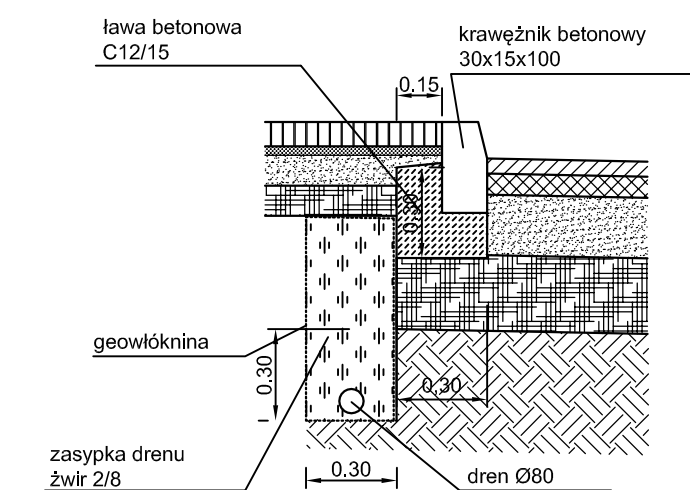 ława betonowa
C12/15
krawężnik betonowy
30x15x100
0.15
0.30
geowłóknina
0.30
0,30
zasypka drenu
żwir 2/8
0.30
dren Ø80